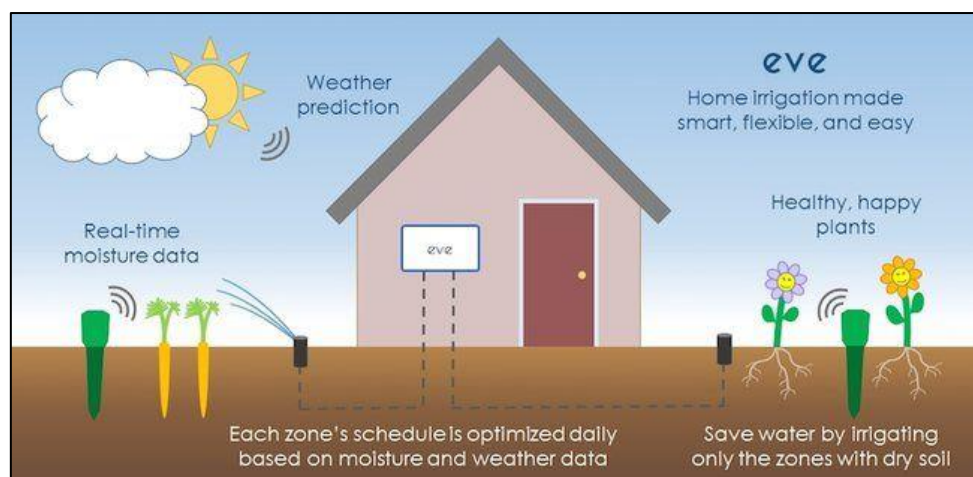 Weather
prediction
eve
Home irrigation made
smart, flexible, and easy
Real-time
moisture data
eve
Healthy, happy
plants
Each zone's schedule is optimized daily
based on moisture and weather data
Save water by irrigating
only the zones with dry soil